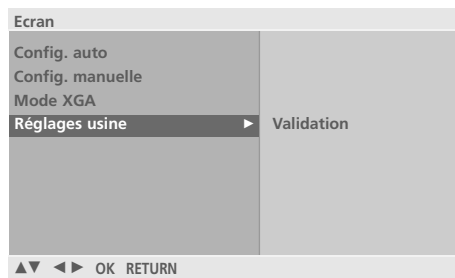 Ecran
Config. auto
Config. manuelle
Mode XGA
Réglages usine ► Validation
▲▼ ◄ ► OK RETURN